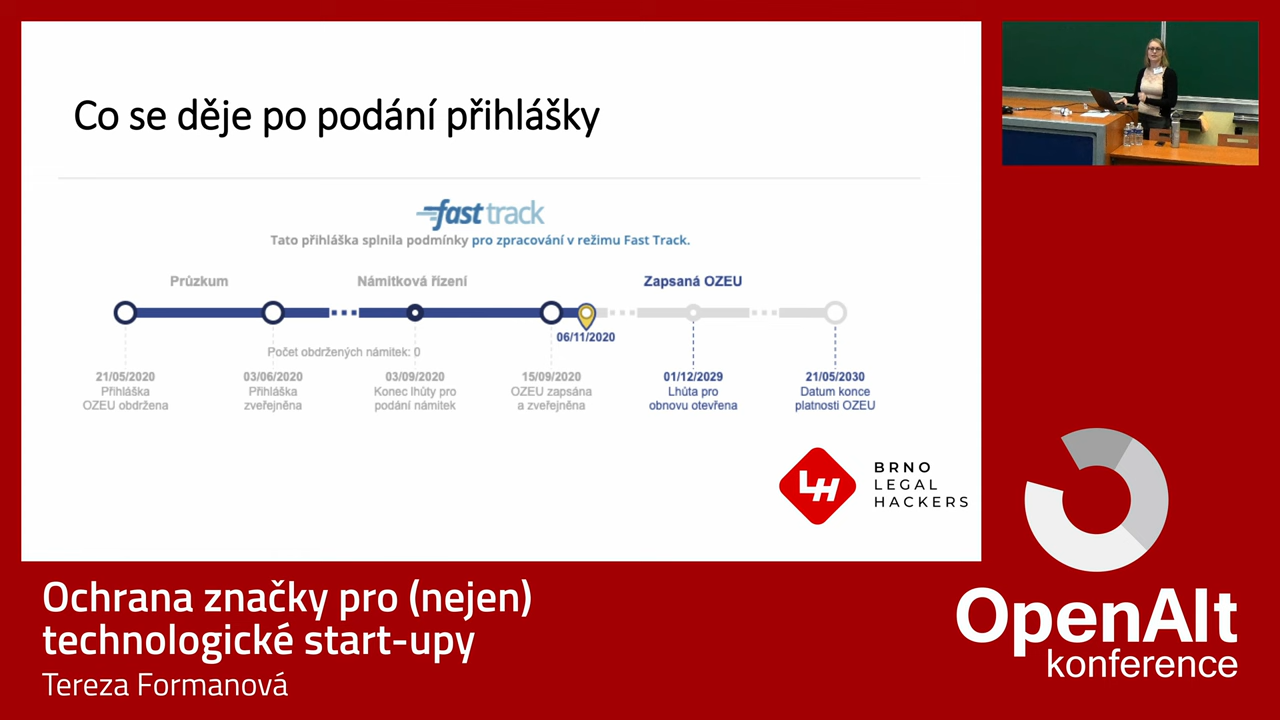 Co se děje po podání přihlášky
fast track
Tato přihláška splnila podmínky pro zpracování v režimu Fast Track.
Průzkum
Námitková řízení
Zapsaná OZEU
06/11/2020
Počet obdržených námitek: 0
21/05/2020
Přihláška
OZEU obdržena
03/06/2020
Přihláška
zveřejněna
03/09/2020
Konec lhůty pro
podání námitek
15/09/2020
OZEU zapsána
a zveřejněna
01/12/2029
Lhůta pro
obnovu otevřena
21/05/2030
Datum konce
platnosti OZEU
LH
BRNO
LEGAL
HACKERS
Ochrana značky pro (nejen)
technologické start-upy
Tereza Formanová
OpenAlt
konference